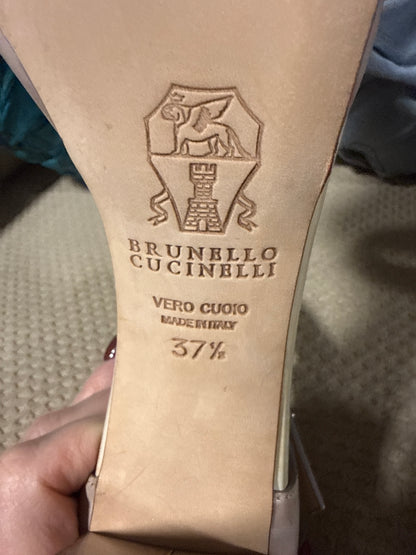 BRUNELLO
CUCINELLI
VERO CUOIO
MADE IN ITALY
37½